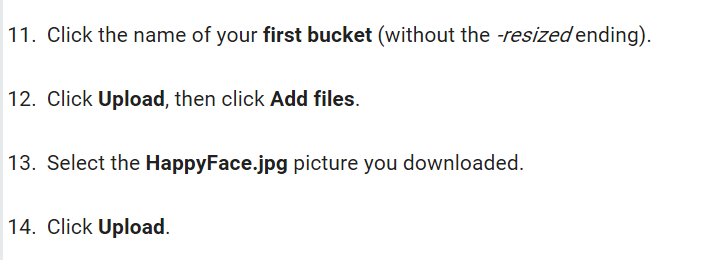 11. Click the name of your first bucket (without the -resized ending).
12. Click Upload, then click Add files.
13. Select the HappyFace.jpg picture you downloaded.
14. Click Upload.